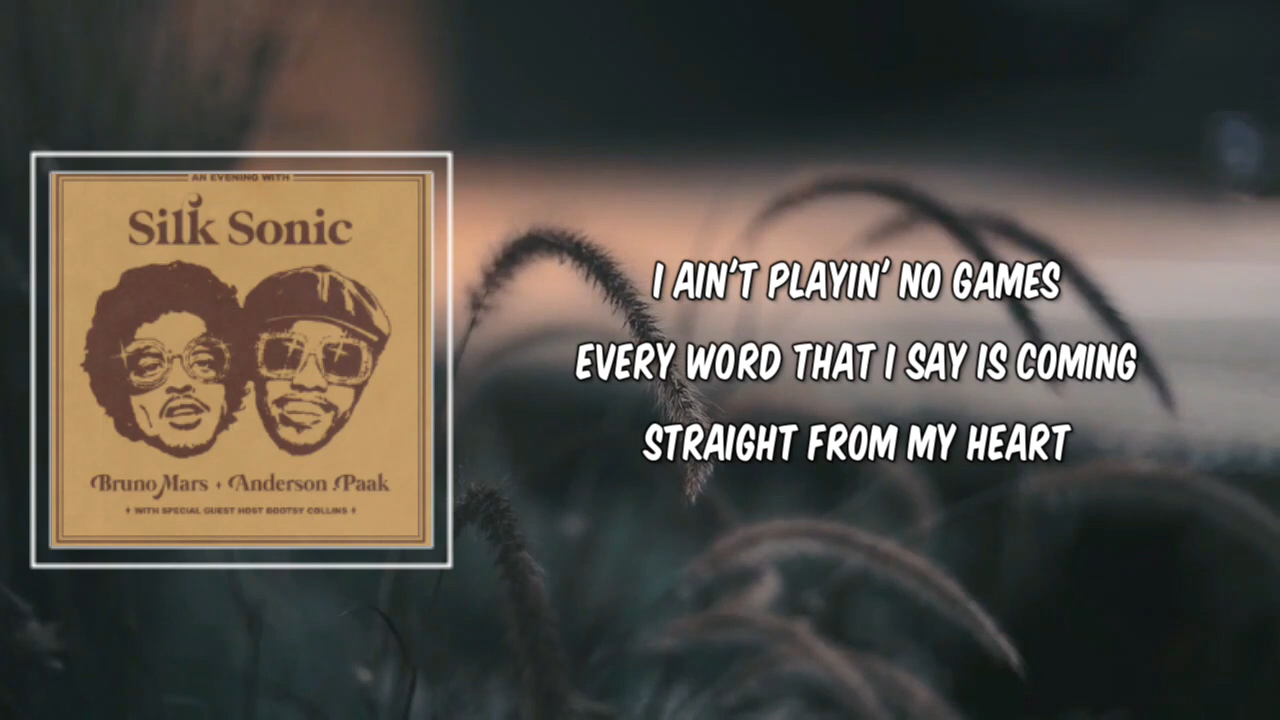 AN EVENING WITH
Silk Sonic
Bruno Mars + Anderson .Paak
+ WITH SPECIAL GUEST HOST BOOTSY COLLINS +
I AIN'T PLAYIN' NO GAMES
EVERY WORD THAT I SAY IS COMING
STRAIGHT FROM MY HEART